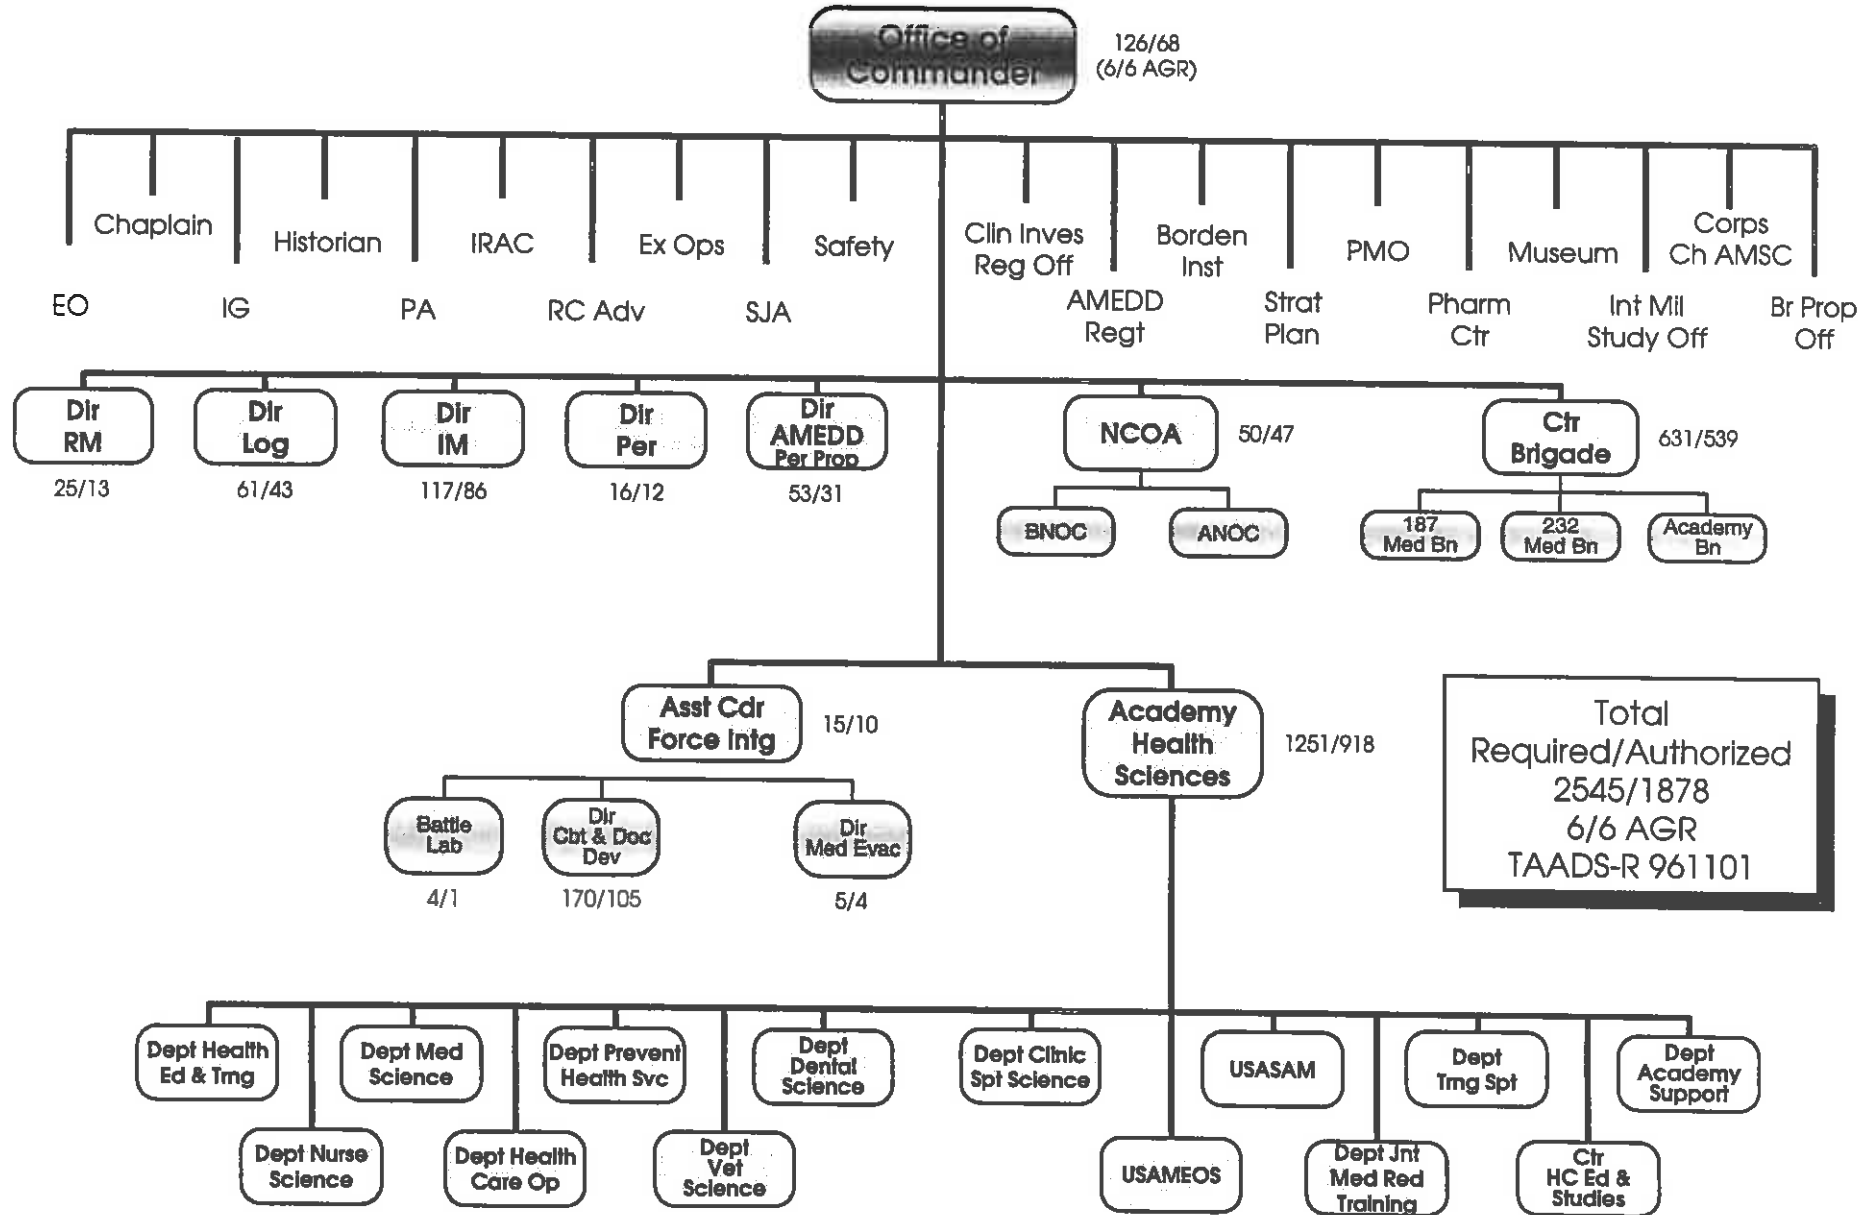 Office of
Commander
126/68
(6/6 AGR)
EO
Chaplain
IG
Historian
PA
IRAC
RC Adv
Ex Ops
SJA
Safety
Clin Inves
Reg Off
AMEDD
Regt
Borden
Inst
Strat
Plan
PMO
Pharm
Ctr
Museum
Int Mil
Study Off
Corps
Ch AMSC
Br Prop
Off
Dir
RM
25/13
Dir
Log
61/43
Dir
IM
117/86
Dir
Per
16/12
Dir
AMEDD
Per Prop
53/31
NCOA
50/47
BNOC
ANOC
Ctr
Brigade
631/539
187
Med Bn
232
Med Bn
Academy
Bn
Asst Cdr
Force Intg
15/10
Battle
Lab
4/1
Dir
Cbt & Doc
Dev
170/105
Dir
Med Evac
5/4
Academy
Health
Sciences
1251/918
Total
Required/Authorized
2545/1878
6/6 AGR
TAADS-R 961101
Dept Health
Ed & Trng
Dept Nurse
Science
Dept Med
Science
Dept Health
Care Op
Dept Prevent
Health Svc
Dept
Vet
Science
Dept
Dental
Science
Dept Clinic
Spt Science
USAMEOS
USASAM
Dept Jnt
Med Red
Training
Dept
Trng Spt
Ctr
HC Ed &
Studies
Dept
Academy
Support